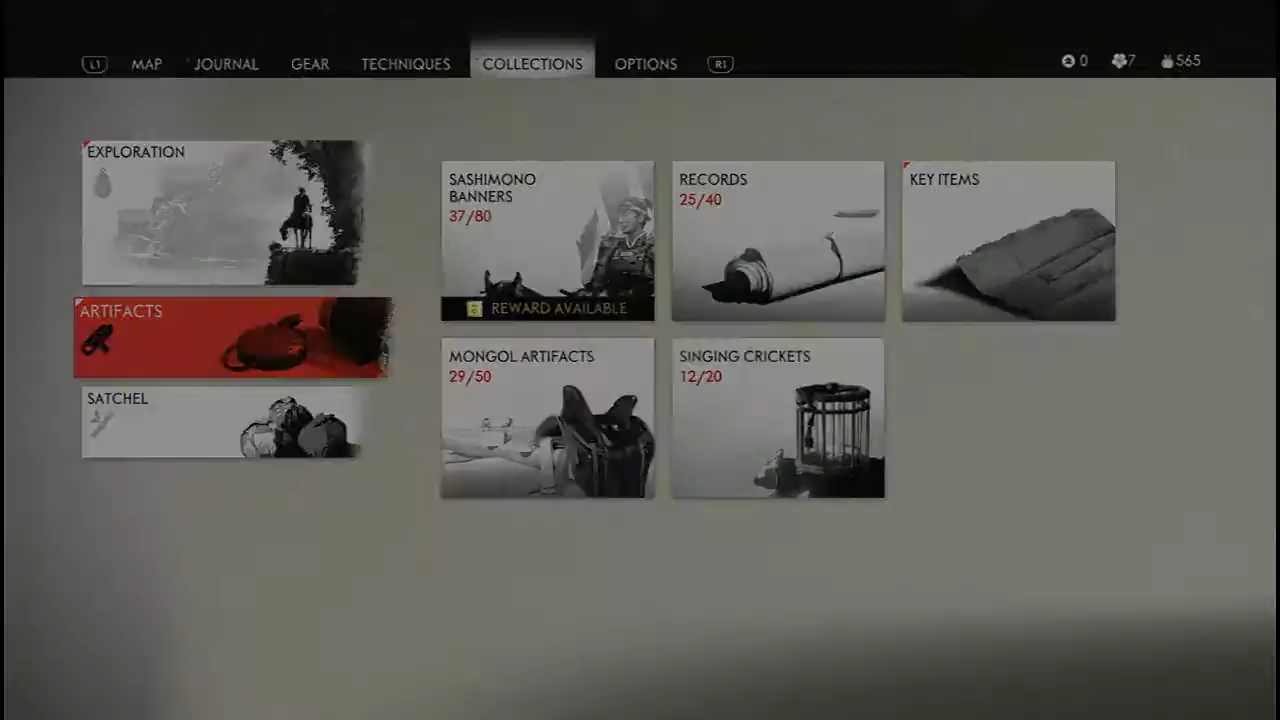 L1 MAP JOURNAL GEAR TECHNIQUES COLLECTIONS OPTIONS R1 0 7 565
EXPLORATION
ARTIFACTS
SATCHEL
SASHIMONO
BANNERS
37/80
REWARD AVAILABLE
RECORDS
25/40
KEY ITEMS
MONGOL ARTIFACTS
29/50
SINGING CRICKETS
12/20